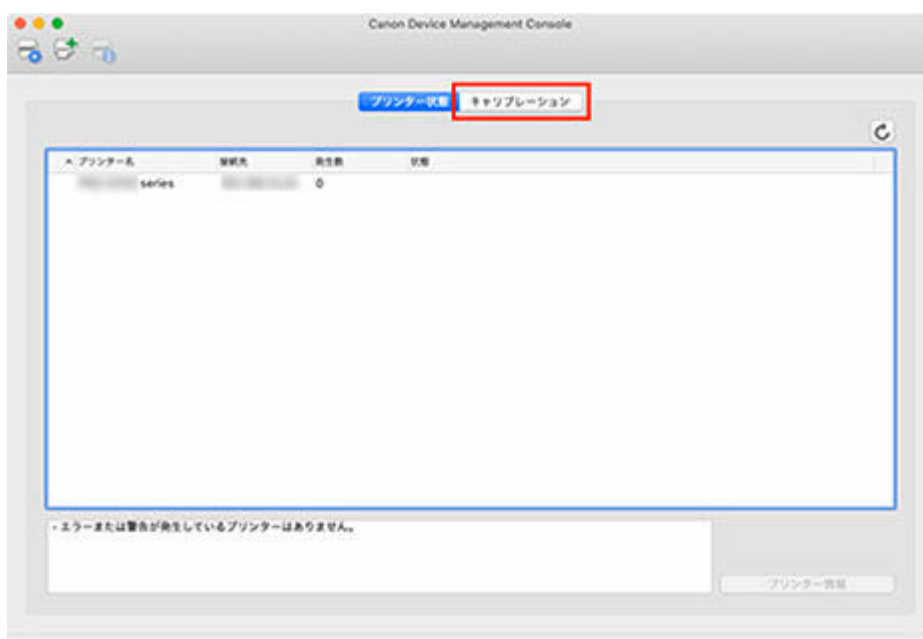 Canon Device Management Console
プリンター状態 キャリブレーション
プリンター名 接続先 発生数 状態
series 0
・エラーまたは警告が発生しているプリンターはありません。
プリンター情報